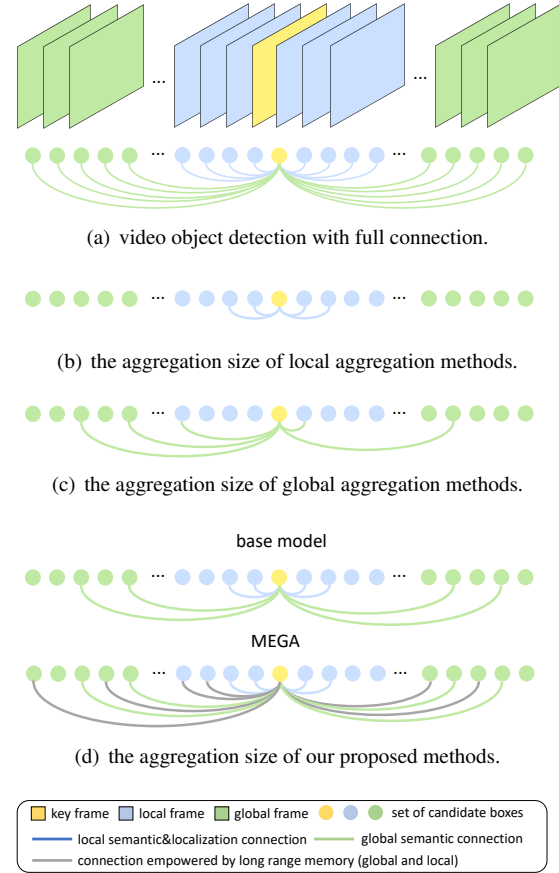 ... ...
... ...
(a) video object detection with full connection.
... ...
(b) the aggregation size of local aggregation methods.
... ...
(c) the aggregation size of global aggregation methods.
base model
... ...
MEGA
... ...
(d) the aggregation size of our proposed methods.
key frame local frame global frame set of candidate boxes
local semantic&localization connection global semantic connection
connection empowered by long range memory (global and local)